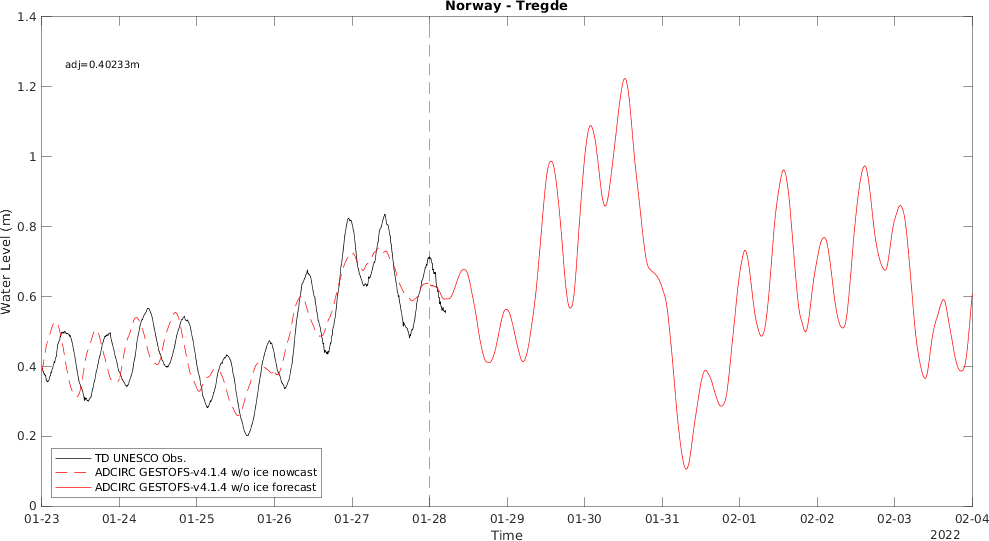 Norway - Tregde
1.4
adj=0.40233m
1.2
1
0.8
Water Level (m)
0.6
0.4
0.2
TD UNESCO Obs.
ADCIRC GESTOFS-v4.1.4 w/o ice nowcast
ADCIRC GESTOFS-v4.1.4 w/o ice forecast
0
01-23 01-24 01-25 01-26 01-27 01-28 01-29 01-30 01-31 02-01 02-02 02-03 02-04
Time
2022